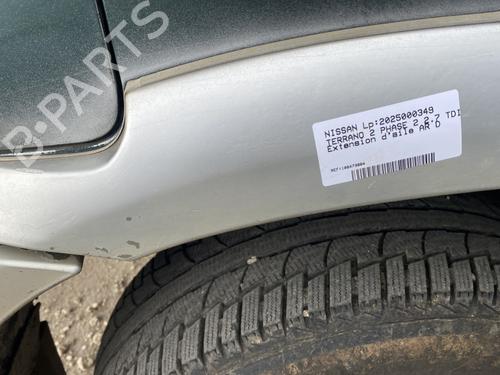 B-PARTS
NISSAN Lp:2025000349
TERRANO 2 PHASE 2 2.7 TDI
Extension d'aile AR D